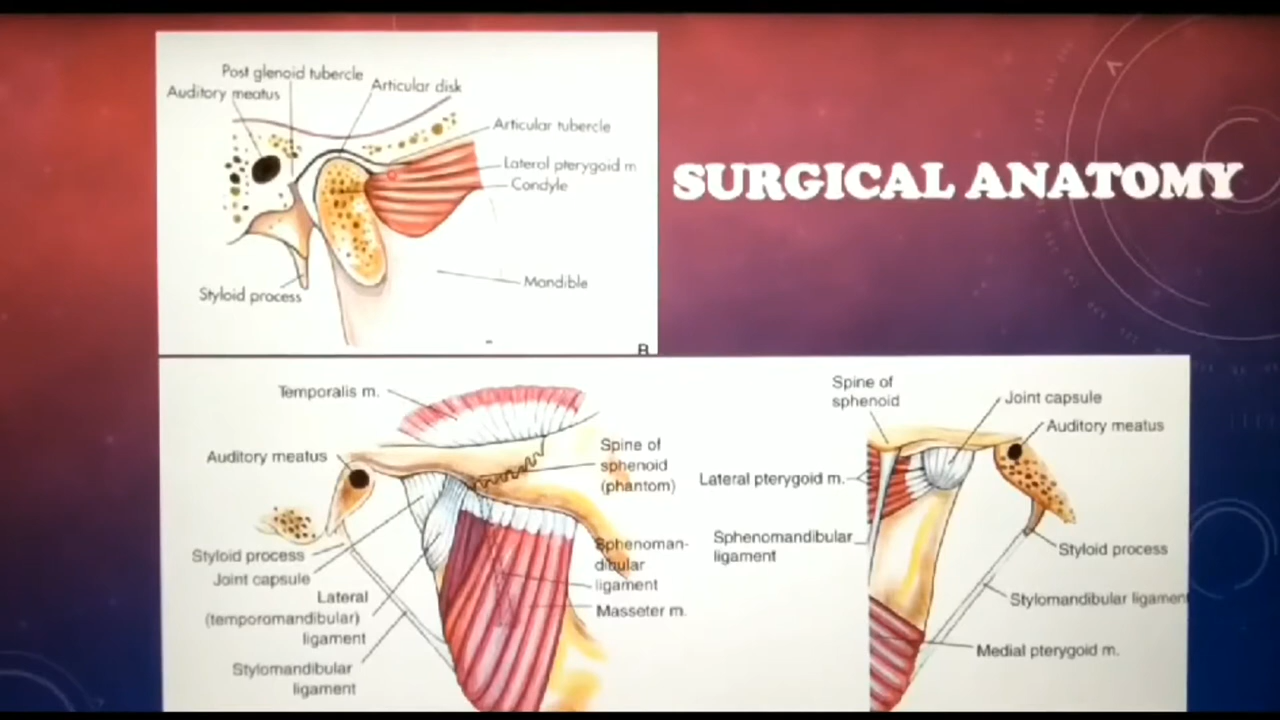 Post glenoid tubercle
Auditory meatus
Articular disk
Articular tubercle
Lateral pterygoid m
Condyle
Mandible
Styloid process
B
SURGICAL ANATOMY
Temporalis m.
Auditory meatus
Spine of
sphenoid
(phantom)
Styloid process
Joint capsule
Lateral
(temporomandibular)
ligament
Stylomandibular
ligament
Sphenoman-
dibular
ligament
Masseter m.
Spine of
sphenoid
Joint capsule
Auditory meatus
Lateral pterygoid m.
Sphenomandibular
ligament
Styloid process
Stylomandibular ligament
Medial pterygoid m.